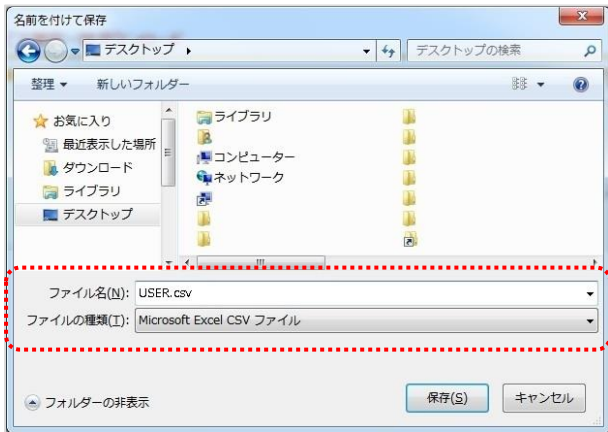 名前を付けて保存
デスクトップ
デスクトップの検索
整理
新しいフォルダー
お気に入り
最近表示した場所
ダウンロード
ライブラリ
デスクトップ
ライブラリ
コンピューター
ネットワーク
ファイル名(N): USER.csv
ファイルの種類(T): Microsoft Excel CSV ファイル
フォルダーの非表示
保存(S)
キャンセル